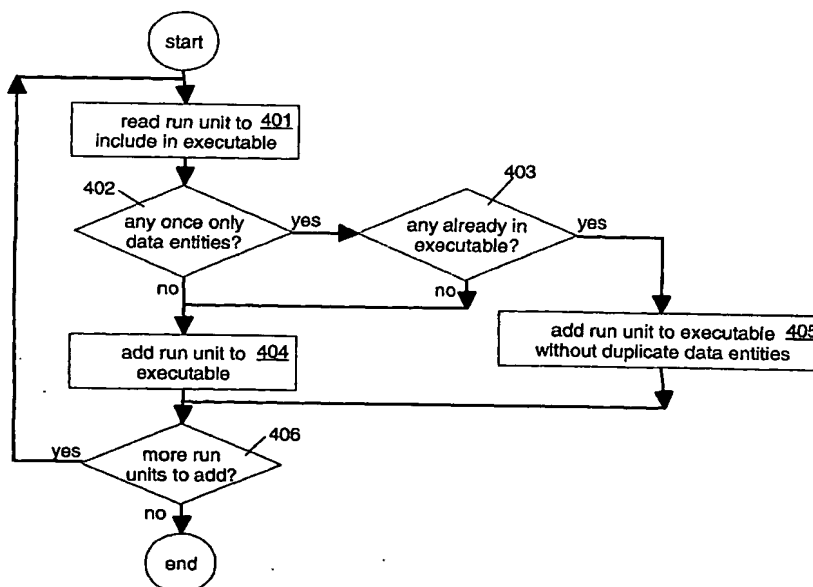 start
read run unit to 401
include in executable
402
any once only
data entities?
yes
403
any already in
executable?
yes
no
no
add run unit to 404
executable
add run unit to executable 405
without duplicate data entities
406
yes
more run
units to add?
no
end